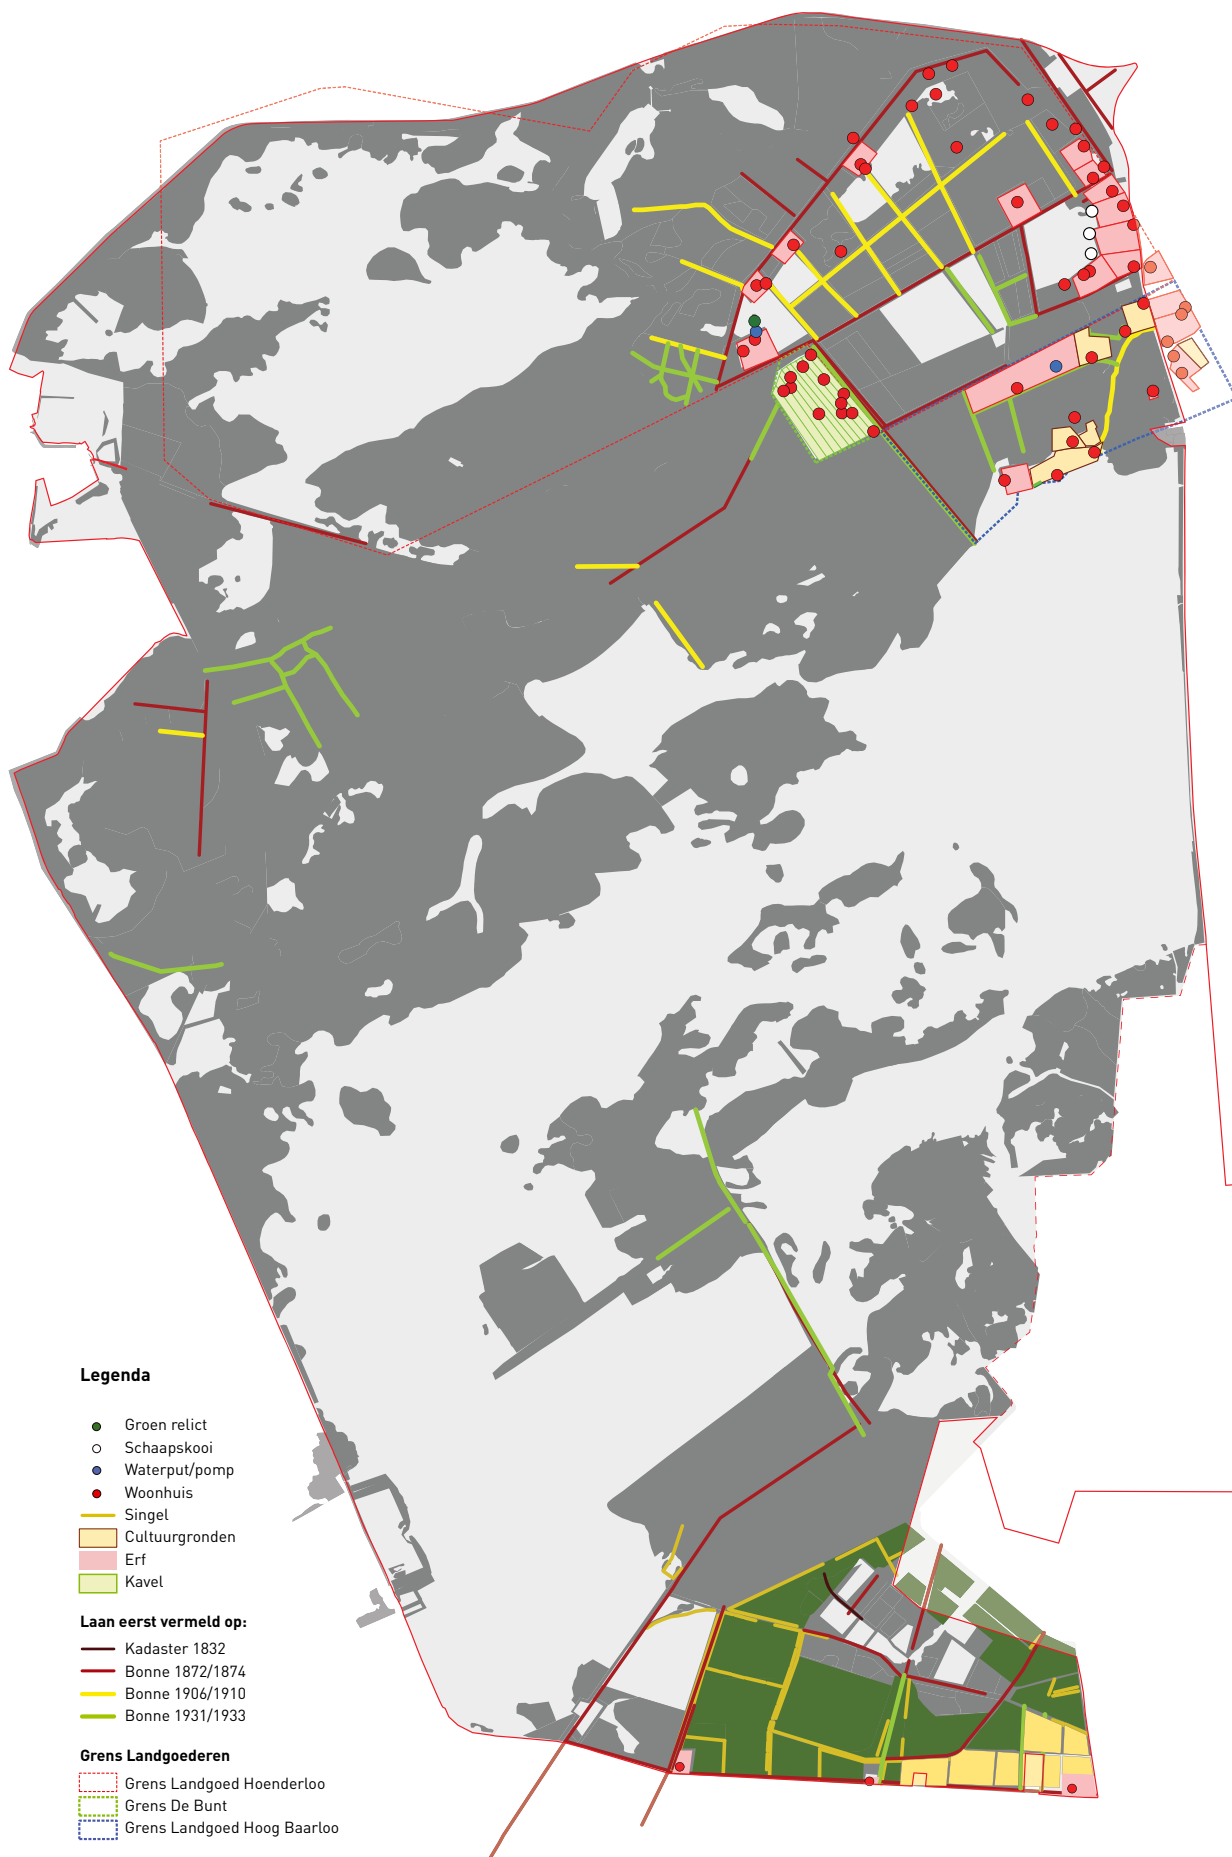 Legenda
Groen relict
Schaapskooi
Waterput/pomp
Woonhuis
Singel
Cultuurgronden
Erf
Kavel
Laan eerst vermeld op:
Kadaster 1832
Bonne 1872/1874
Bonne 1906/1910
Bonne 1931/1933
Grens Landgoederen
Grens Landgoed Hoenderloo
Grens De Bunt
Grens Landgoed Hoog Baarloo